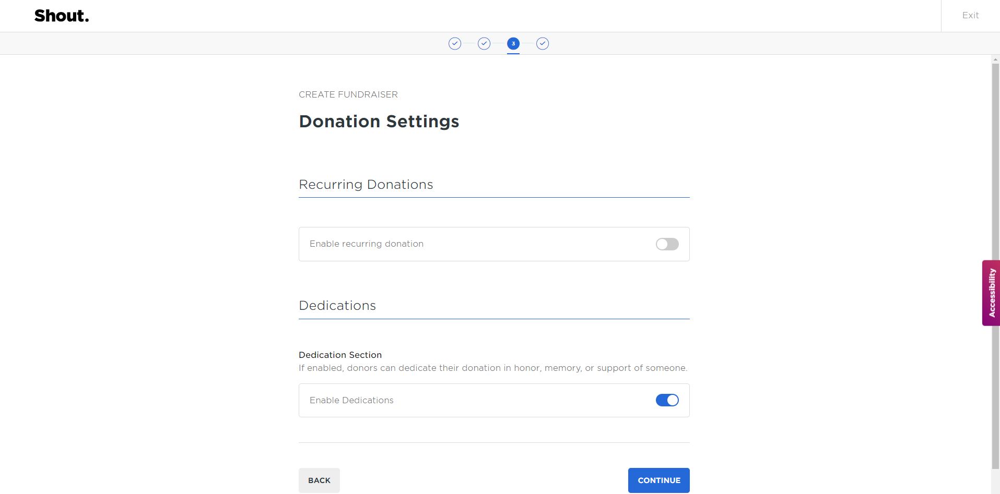 Shout.
Exit
3
CREATE FUNDRAISER
Donation Settings
Recurring Donations
Enable recurring donation
Accessibility
Dedications
Dedication Section
If enabled, donors can dedicate their donation in honor, memory, or support of someone.
Enable Dedications
BACK
CONTINUE